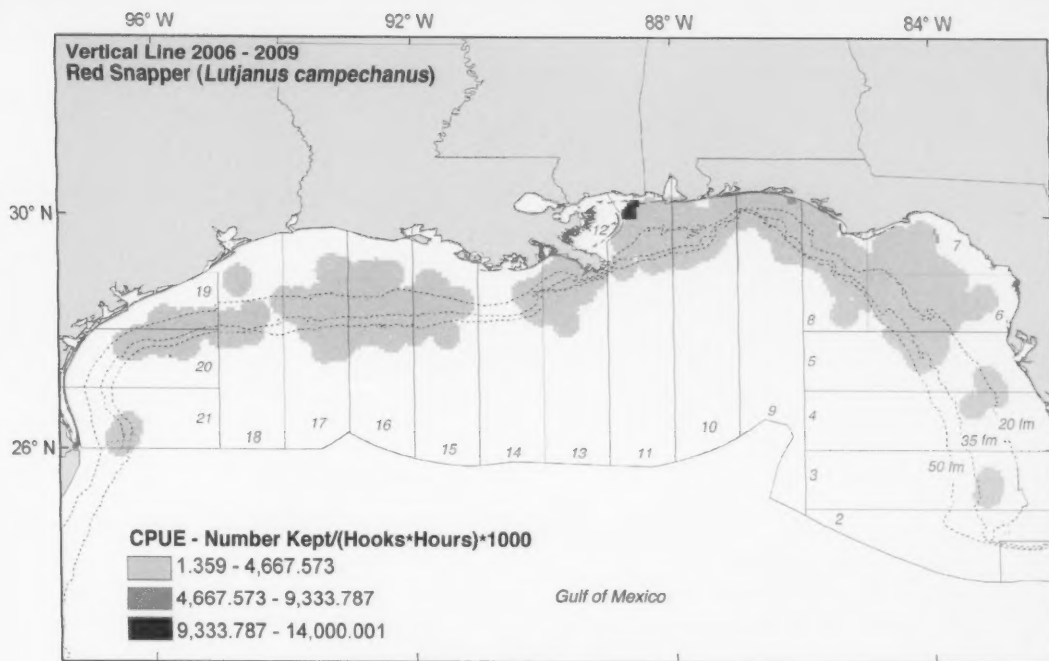 96° W 92° W 88° W 84° W
Vertical Line 2006 - 2009
Red Snapper (Lutjanus campechanus)
30° N
12
7
19
6
8
20
5
21
4
9
10
17
16
18
15
14
13
11
20 fm
35 fm
50 fm
26° N
3
2
CPUE - Number Kept/(Hooks*Hours)*1000
1.359 - 4,667.573
4,667.573 - 9,333.787
9,333.787 - 14,000.001
Gulf of Mexico